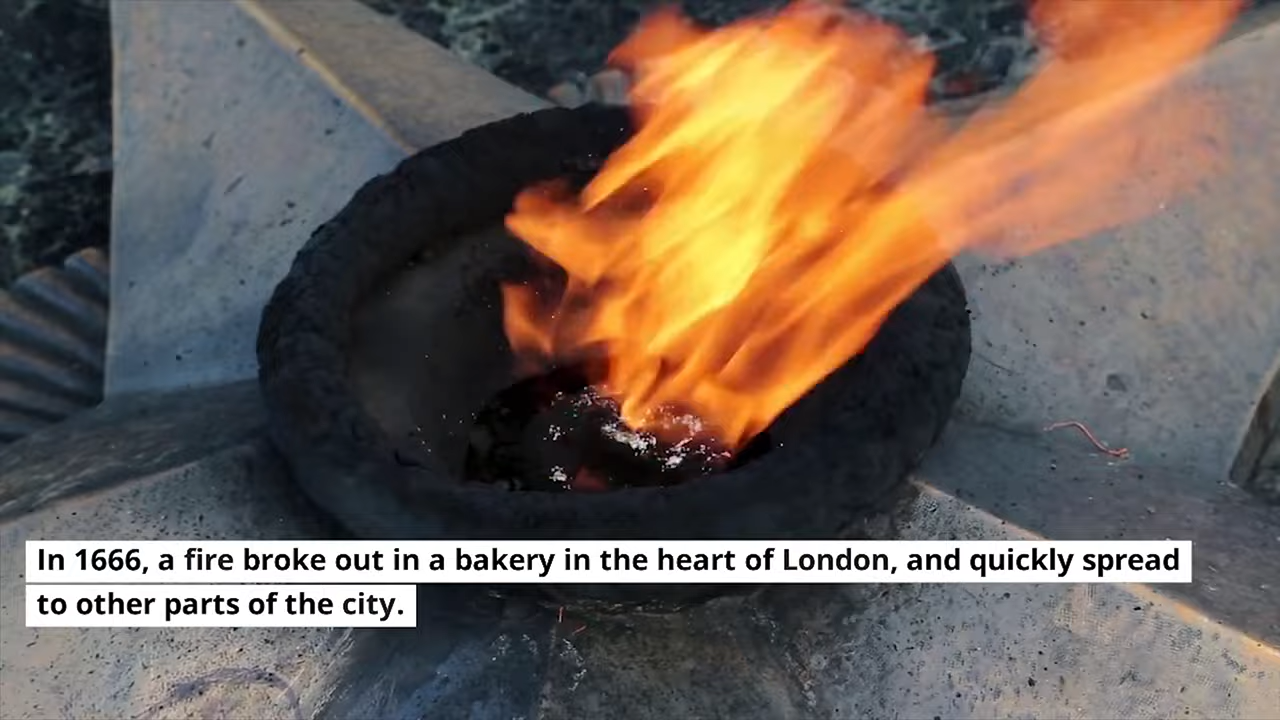 In 1666, a fire broke out in a bakery in the heart of London, and quickly spread
to other parts of the city.